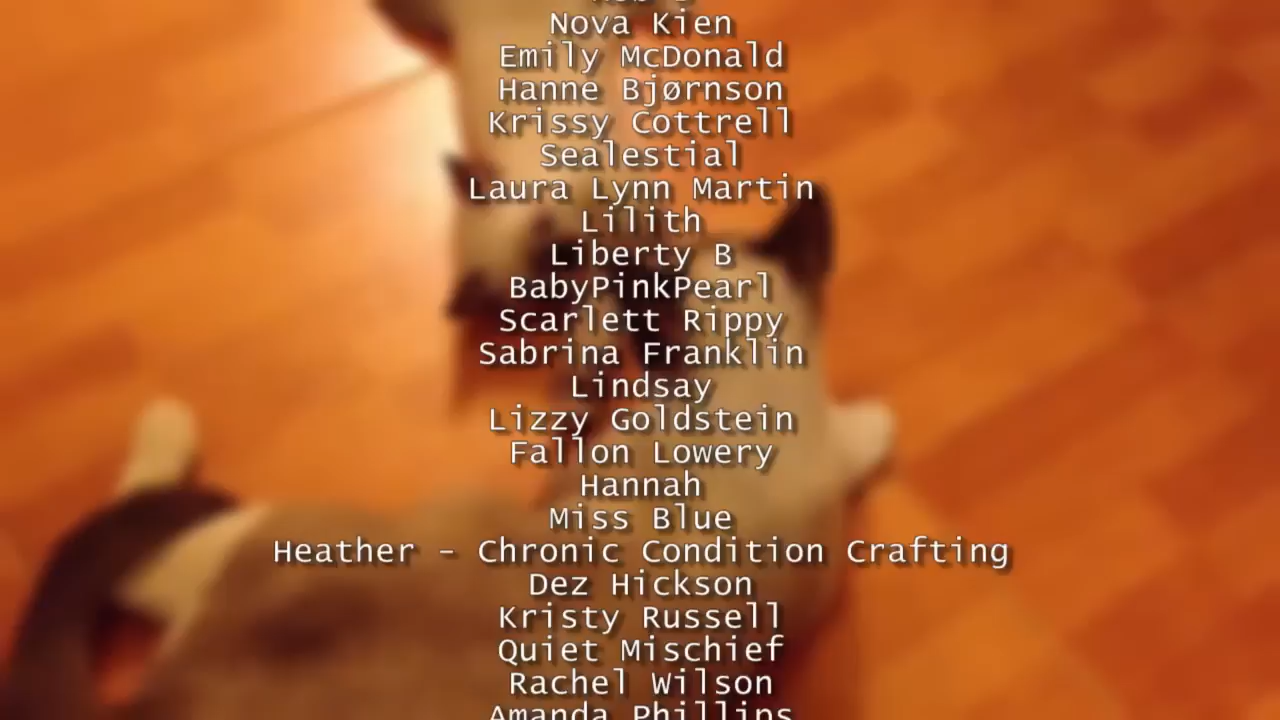 Nova Kien
Emily McDonald
Hanne Bjørnson
Krissy Cottrell
Sealestial
Laura Lynn Martin
Lilith
Liberty B
BabyPinkPearl
Scarlett Rippy
Sabrina Franklin
Lindsay
Lizzy Goldstein
Fallon Lowery
Hannah
Miss Blue
Heather - Chronic Condition Crafting
Dez Hickson
Kristy Russell
Quiet Mischief
Rachel Wilson
Amanda Phillips